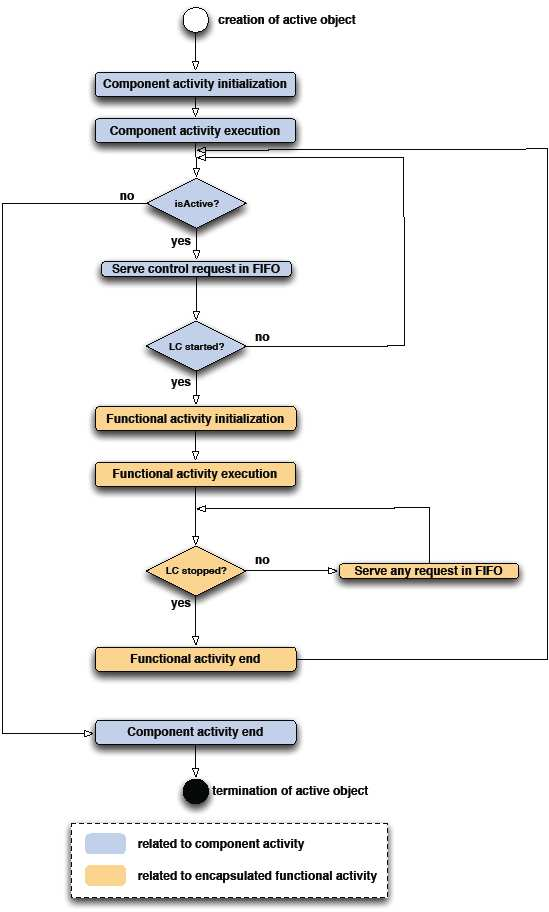 creation of active object
Component activity initialization
Component activity execution
no
isActive?
yes
Serve control request in FIFO
LC started?
no
yes
Functional activity initialization
Functional activity execution
LC stopped?
no
Serve any request in FIFO
yes
Functional activity end
Component activity end
termination of active object
related to component activity
related to encapsulated functional activity